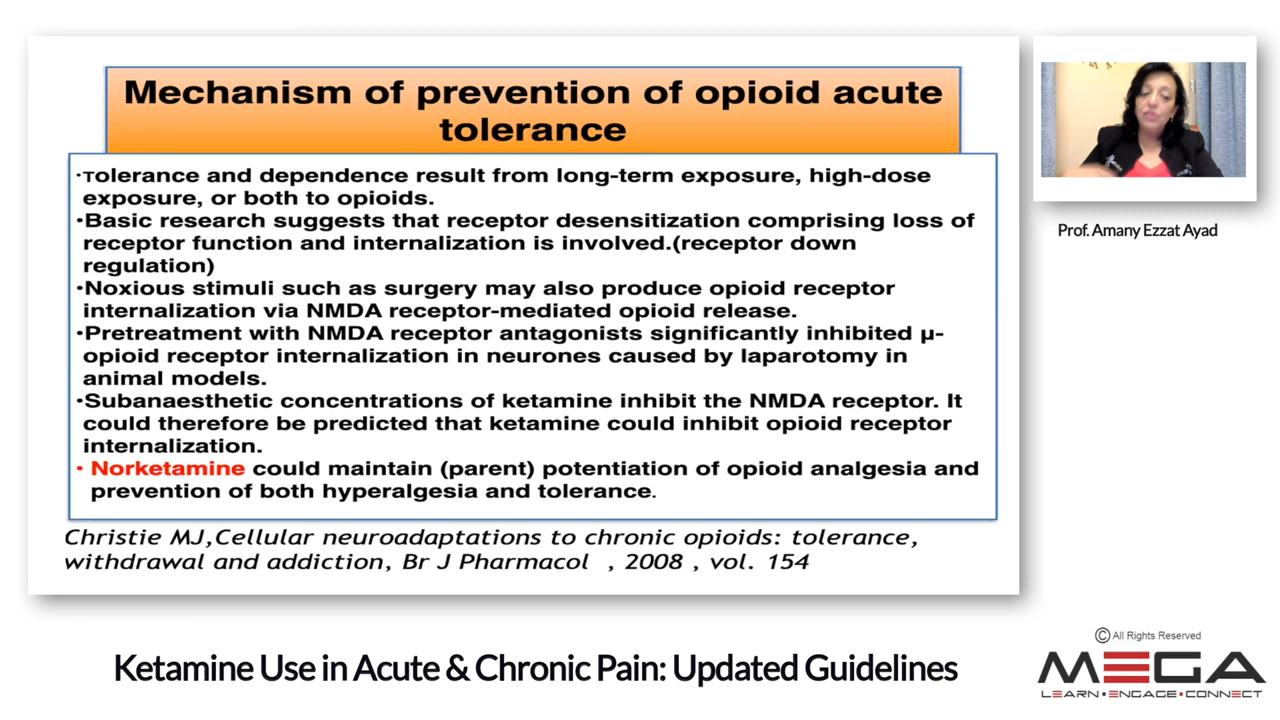 Mechanism of prevention of opioid acute
tolerance
•Tolerance and dependence result from long-term exposure, high-dose
exposure, or both to opioids.
•Basic research suggests that receptor desensitization comprising loss of
receptor function and internalization is involved.(receptor down
regulation)
•Noxious stimuli such as surgery may also produce opioid receptor
internalization via NMDA receptor-mediated opioid release.
•Pretreatment with NMDA receptor antagonists significantly inhibited µ-
opioid receptor internalization in neurones caused by laparotomy in
animal models.
•Subanaesthetic concentrations of ketamine inhibit the NMDA receptor. It
could therefore be predicted that ketamine could inhibit opioid receptor
internalization.
• Norketamine could maintain (parent) potentiation of opioid analgesia and
prevention of both hyperalgesia and tolerance.
Christie MJ,Cellular neuroadaptations to chronic opioids: tolerance,
withdrawal and addiction, Br J Pharmacol , 2008 , vol. 154
Prof. Amany Ezzat Ayad
Ketamine Use in Acute & Chronic Pain: Updated Guidelines
© All Rights Reserved
MEGA
LEARN • ENGAGE • CONNECT